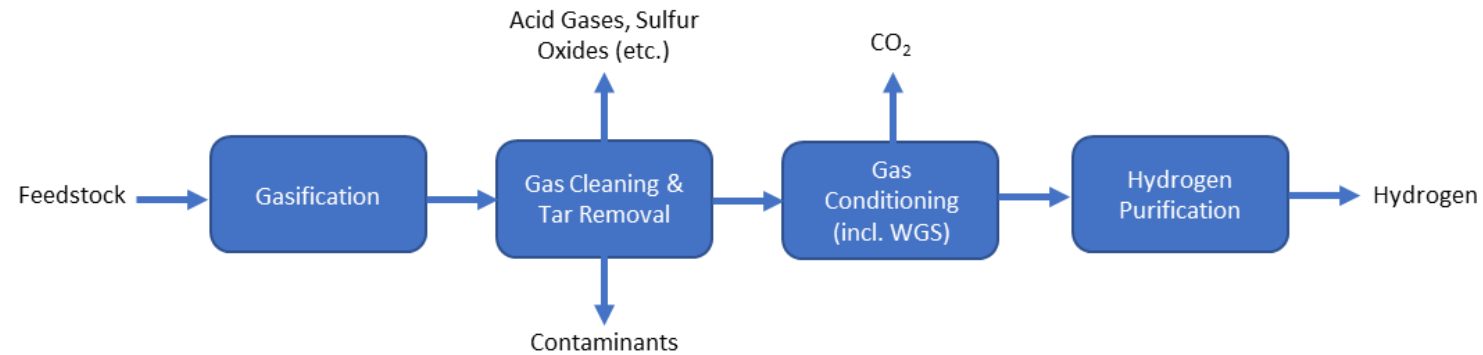 Acid Gases, Sulfur
Oxides (etc.)
CO₂
Feedstock
Gasification
Gas Cleaning &
Tar Removal
Gas
Conditioning
(incl. WGS)
Hydrogen
Purification
Hydrogen
Contaminants